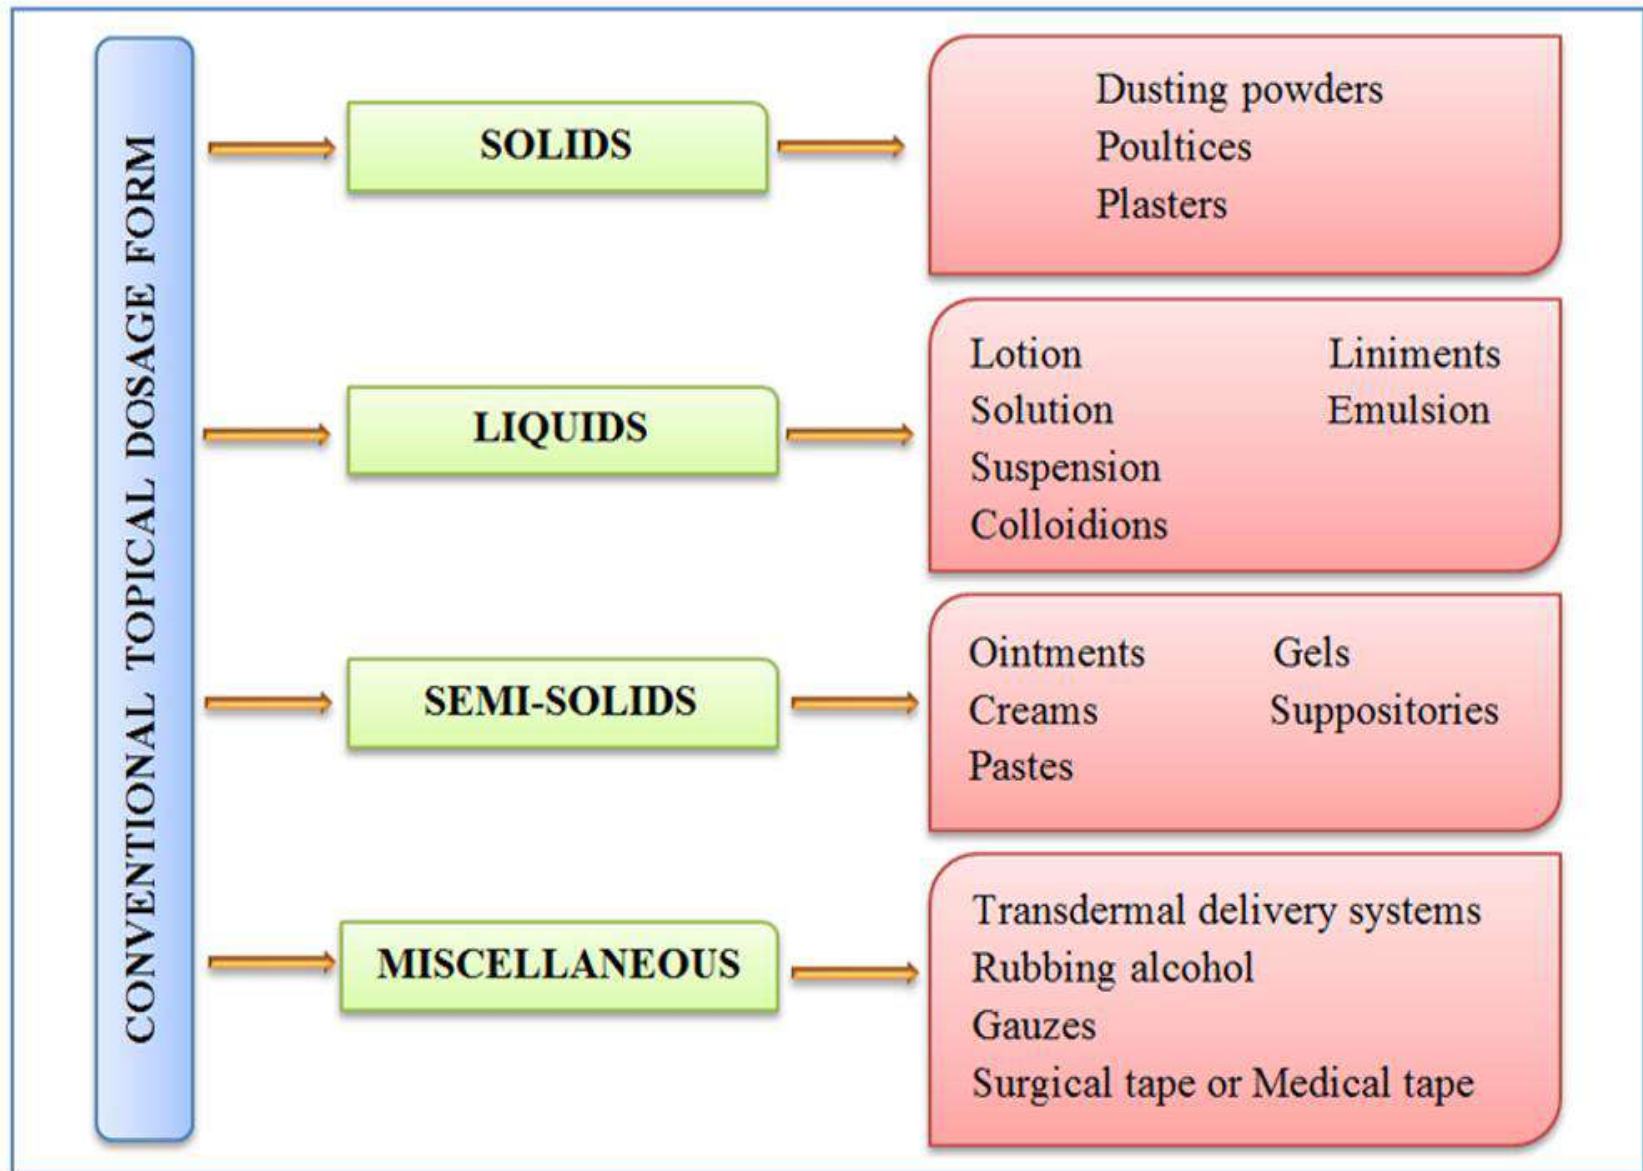 CONVENTIONAL TOPICAL DOSAGE FORM
SOLIDS
Dusting powders
Poultices
Plasters
LIQUIDS
Lotion Liniments
Solution Emulsion
Suspension
Colloidions
SEMI-SOLIDS
Ointments Gels
Creams Suppositories
Pastes
MISCELLANEOUS
Transdermal delivery systems
Rubbing alcohol
Gauzes
Surgical tape or Medical tape